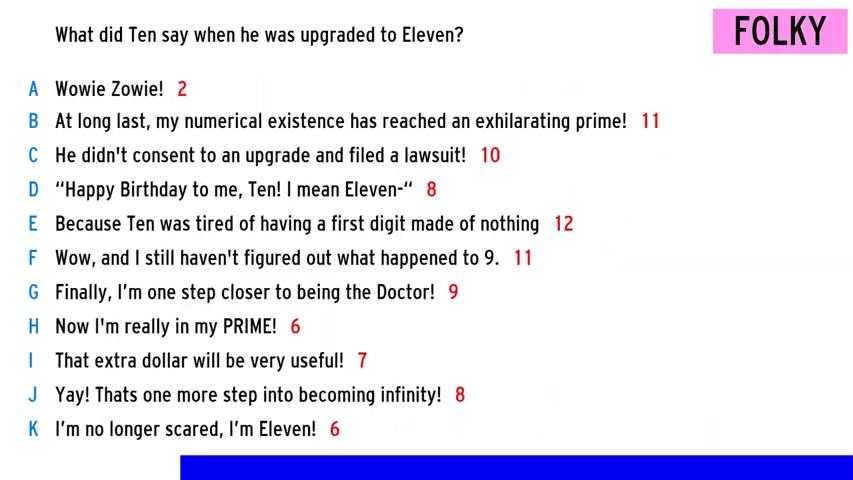 What did Ten say when he was upgraded to Eleven?
FOLKY
A Wowie Zowie! 2
B At long last, my numerical existence has reached an exhilarating prime! 11
C He didn't consent to an upgrade and filed a lawsuit! 10
D “Happy Birthday to me, Ten! I mean Eleven-“ 8
E Because Ten was tired of having a first digit made of nothing 12
F Wow, and I still haven't figured out what happened to 9. 11
G Finally, I’m one step closer to being the Doctor! 9
H Now I'm really in my PRIME! 6
I That extra dollar will be very useful! 7
J Yay! Thats one more step into becoming infinity! 8
K I’m no longer scared, I’m Eleven! 6